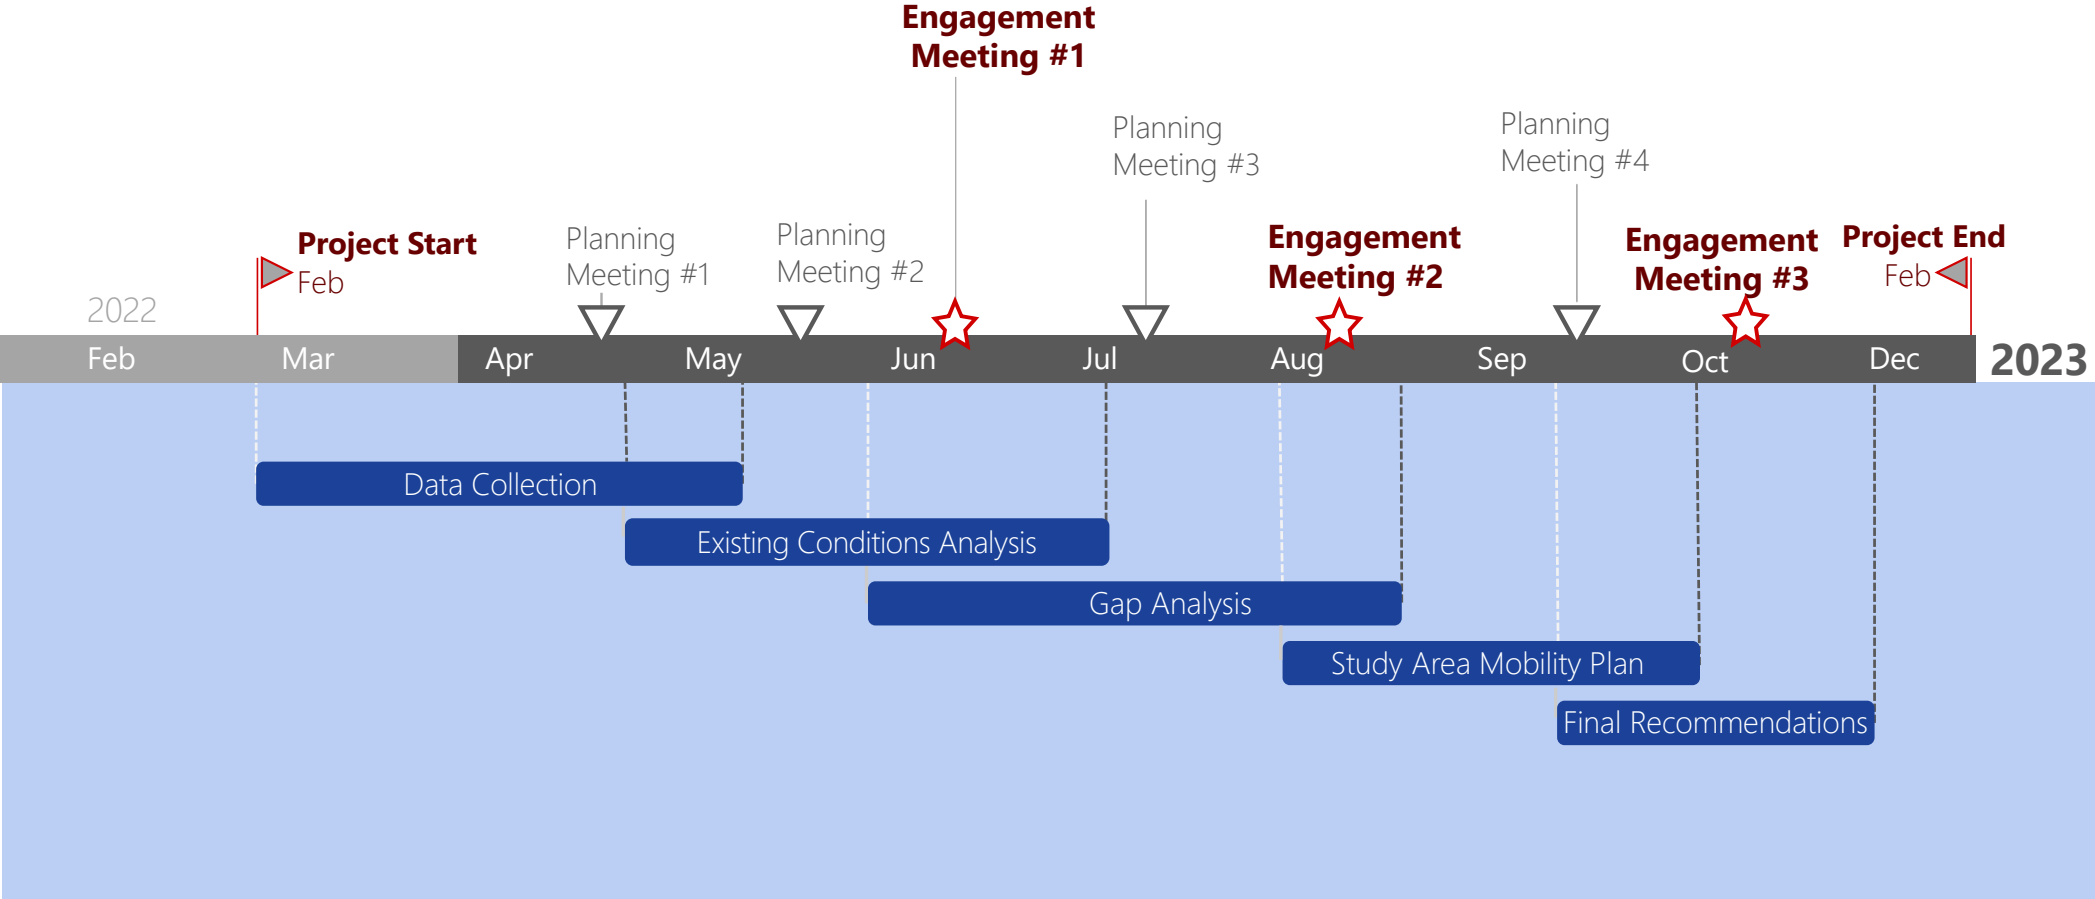 Engagement
Meeting #1
Planning
Meeting #3
Planning
Meeting #4
Project Start
Feb
Planning
Meeting #1
Planning
Meeting #2
Engagement
Meeting #2
Engagement
Meeting #3
Project End
Feb
2022
Feb Mar Apr May Jun Jul Aug Sep Oct Dec 2023
Data Collection
Existing Conditions Analysis
Gap Analysis
Study Area Mobility Plan
Final Recommendations